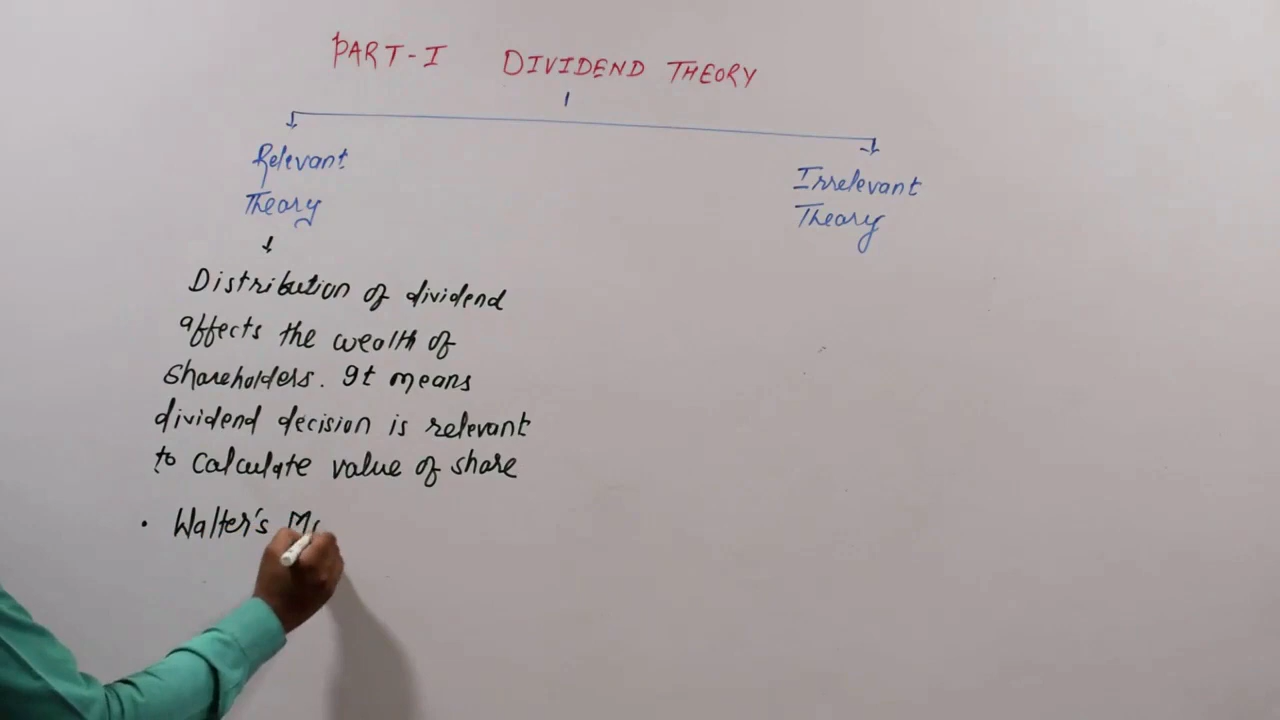 PART-I DIVIDEND THEORY
Relevant
Theory
Irrelevant
Theory
Distribution of dividend
affects the wealth of
shareholders. It means
dividend decision is relevant
to calculate value of share
• Walter's